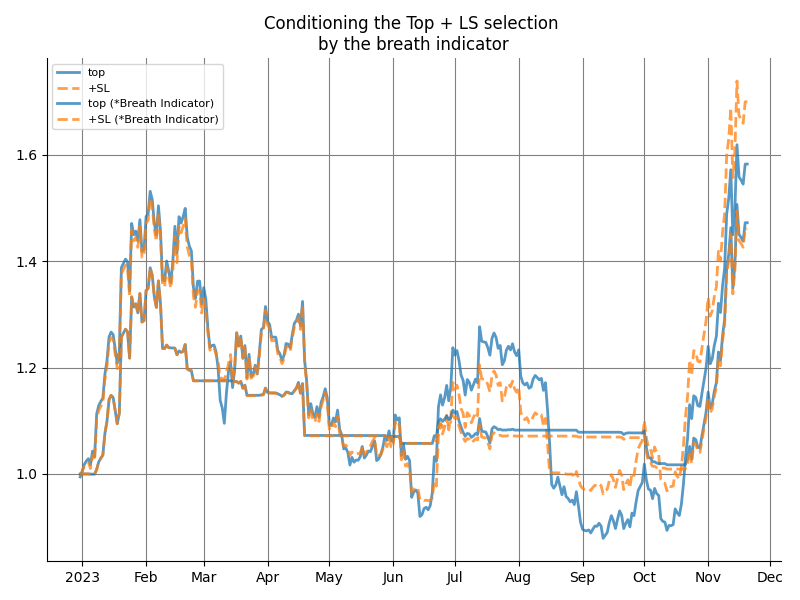 Conditioning the Top + LS selection
by the breath indicator
top
+SL
top (*Breath Indicator)
+SL (*Breath Indicator)
1.6
1.4
1.2
1.0
2023 Feb Mar Apr May Jun Jul Aug Sep Oct Nov Dec